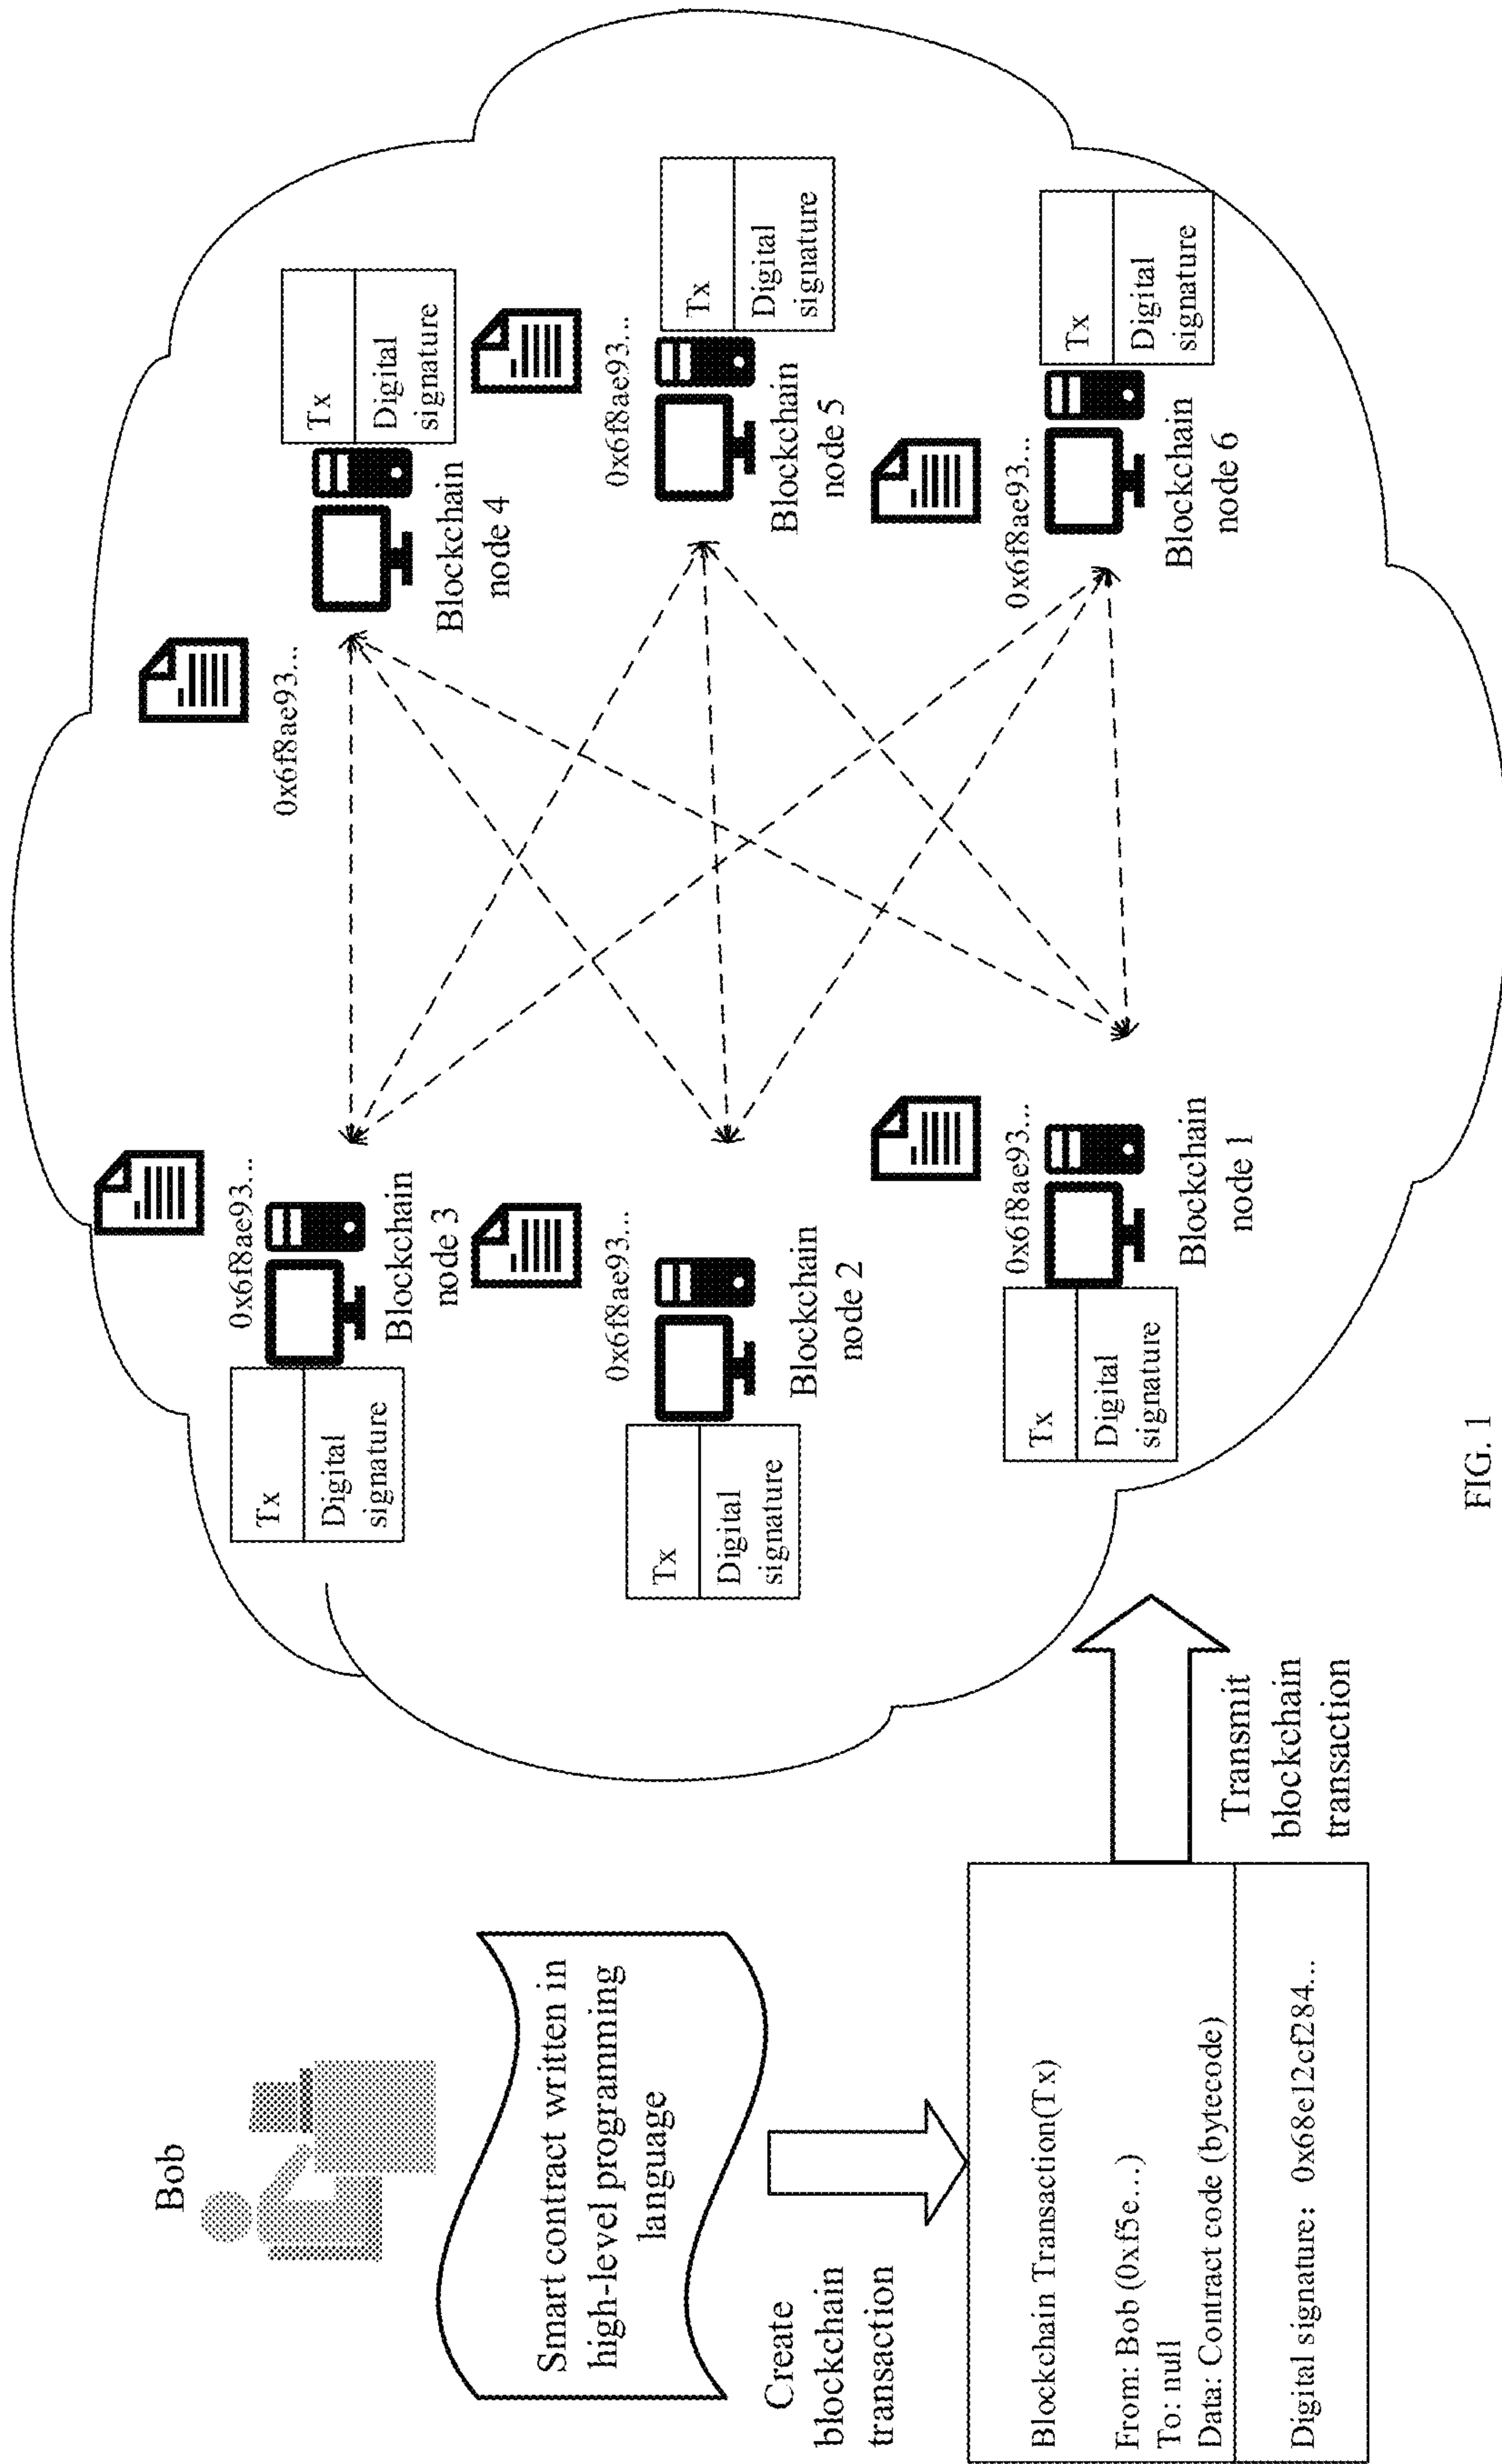 Bob
Smart contract written in
high-level programming
language
Create
blockchain
transaction
Blockchain Transaction(Tx)
From: Bob (0xf5e...)
To: null
Data: Contract code (bytecode)
Digital signature: 0x68e12cf284...
Transmit
blockchain
transaction
0x6f8ae93...
Tx
Digital
signature
Blockchain
node 3
0x6f8ae93...
Tx
Digital
signature
Blockchain
node 2
0x6f8ae93...
Tx
Digital
signature
Blockchain
node 1
0x6f8ae93...
Tx
Digital
signature
Blockchain
node 4
0x6f8ae93...
Tx
Digital
signature
Blockchain
node 5
0x6f8ae93...
Tx
Digital
signature
Blockchain
node 6
FIG. 1